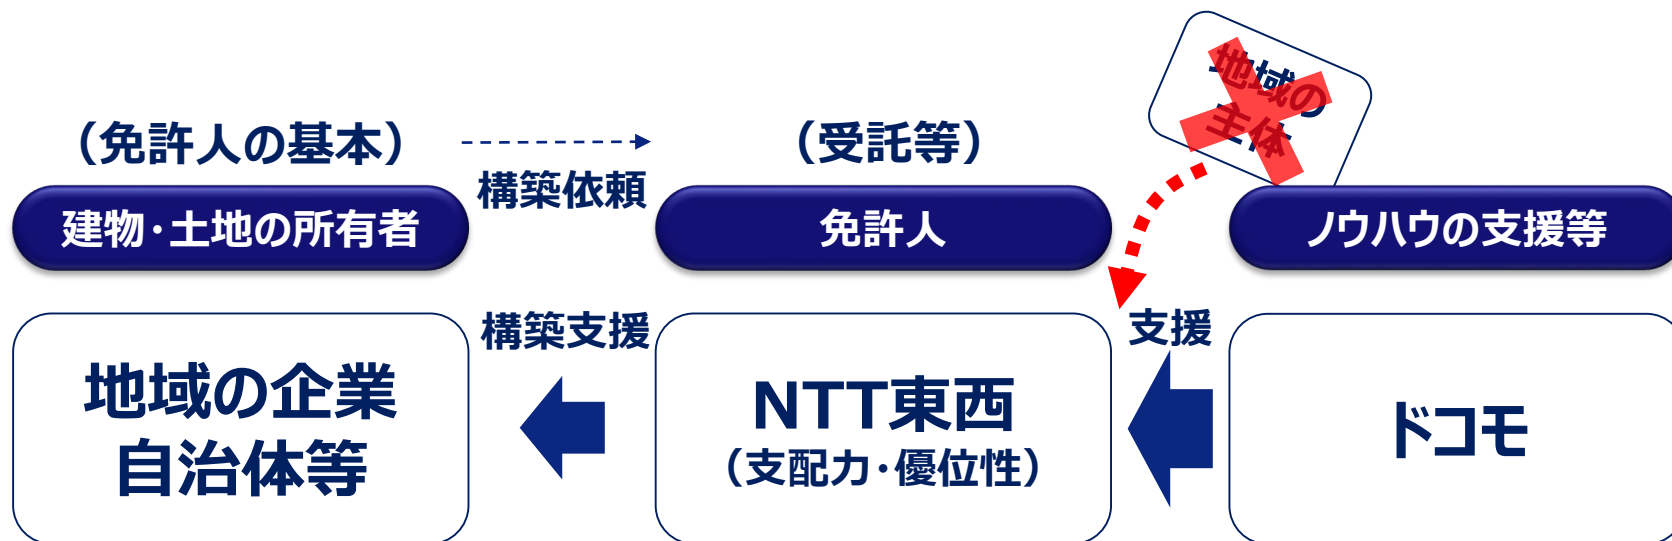 地域の
主体
（免許人の基本）
構築依頼
（受託等）
建物・土地の所有者
免許人
ノウハウの支援等
構築支援
支援
地域の企業
自治体等
NTT東西
（支配力・優位性）
ドコモ